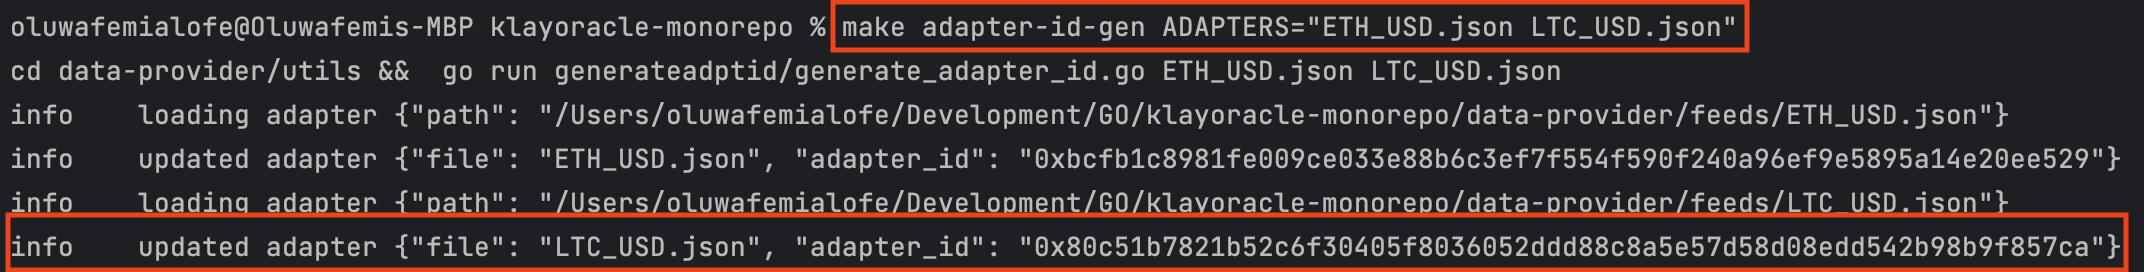 oluwafemialofe@Oluwafemis-MBP klayoracle-monorepo % make adapter-id-gen ADAPTERS="ETH_USD.json LTC_USD.json"
cd data-provider/utils &&  go run generateadptid/generate_adapter_id.go ETH_USD.json LTC_USD.json
info    loading adapter {"path": "/Users/oluwafemialofe/Development/GO/klayoracle-monorepo/data-provider/feeds/ETH_USD.json"}
info    updated adapter {"file": "ETH_USD.json", "adapter_id": "0xbcfb1c8981fe009ce033e88b6c3ef7f554f590f240a96ef9e5895a14e20ee529"}
info    loading adapter {"path": "/Users/oluwafemialofe/Development/GO/klayoracle-monorepo/data-provider/feeds/LTC_USD.json"}
info    updated adapter {"file": "LTC_USD.json", "adapter_id": "0x80c51b7821b52c6f30405f8036052ddd88c8a5e57d58d08edd542b98b9f857ca"}